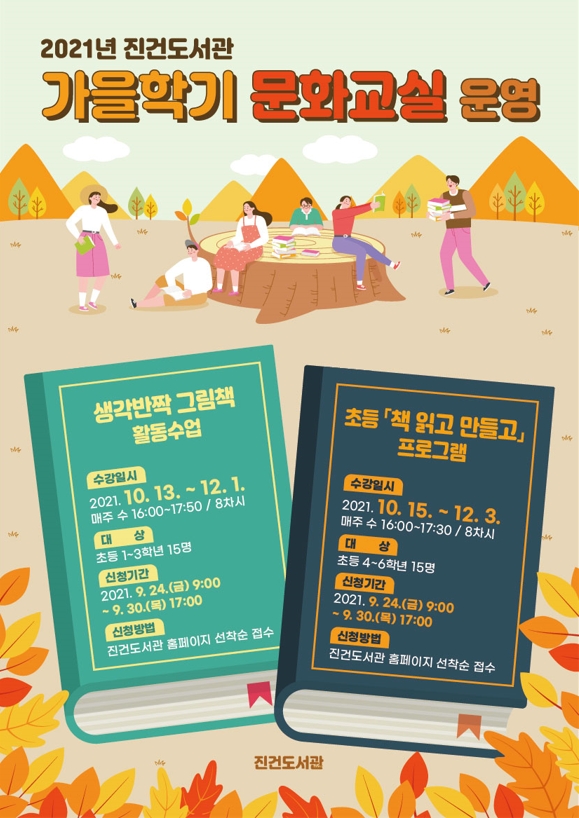 2021년 진건도서관
가을학기 문화교실 운영
생각반짝 그림책
활동수업
수강일시
2021. 10. 13. ~ 12. 1.
매주 수 16:00~17:50 / 8차시
대 상
초등 1~3학년 15명
신청기간
2021. 9. 24.(금) 9:00
~ 9. 30.(목) 17:00
신청방법
진건도서관 홈페이지 선착순 접수
초등 「책 읽고 만들고」
프로그램
수강일시
2021. 10. 15. ~ 12. 3.
매주 수 16:00~17:30 / 8차시
대 상
초등 4~6학년 15명
신청기간
2021. 9. 24.(금) 9:00
~ 9. 30.(목) 17:00
신청방법
진건도서관 홈페이지 선착순 접수
진건도서관